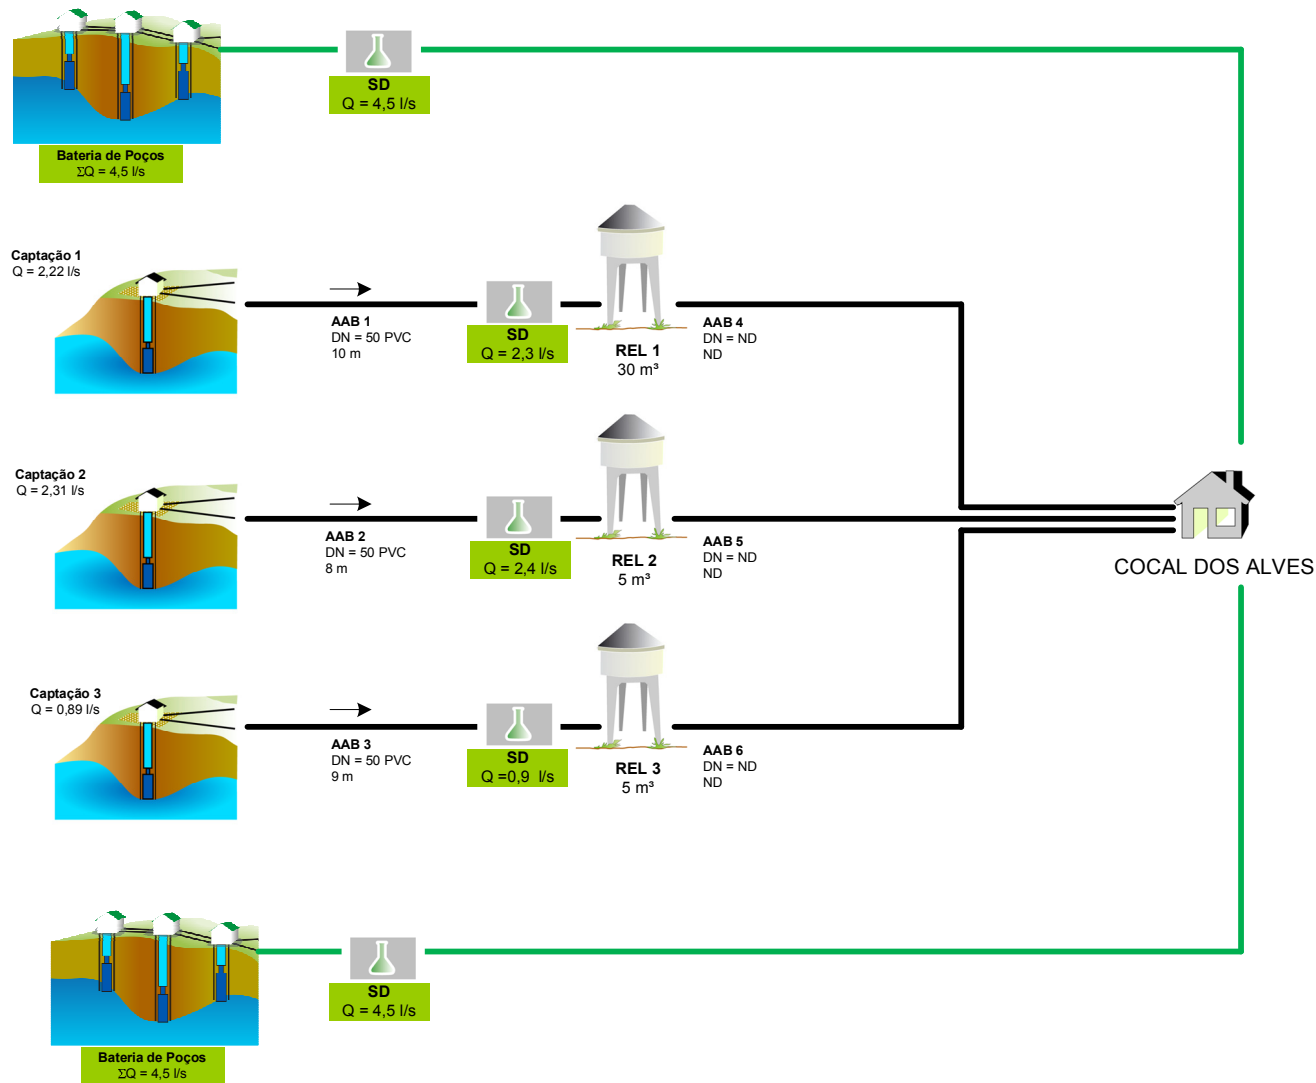 SD
Q = 4,5 l/s
Bateria de Poços
ΣQ = 4,5 l/s
Captação 1
Q = 2,22 l/s
AAB 1
DN = 50 PVC
10 m
SD
Q = 2,3 l/s
REL 1
30 m³
AAB 4
DN = ND
ND
Captação 2
Q = 2,31 l/s
AAB 2
DN = 50 PVC
8 m
SD
Q = 2,4 l/s
REL 2
5 m³
AAB 5
DN = ND
ND
COCAL DOS ALVES
Captação 3
Q = 0,89 l/s
AAB 3
DN = 50 PVC
9 m
SD
Q =0,9 l/s
REL 3
5 m³
AAB 6
DN = ND
ND
SD
Q = 4,5 l/s
Bateria de Poços
ΣQ = 4,5 l/s